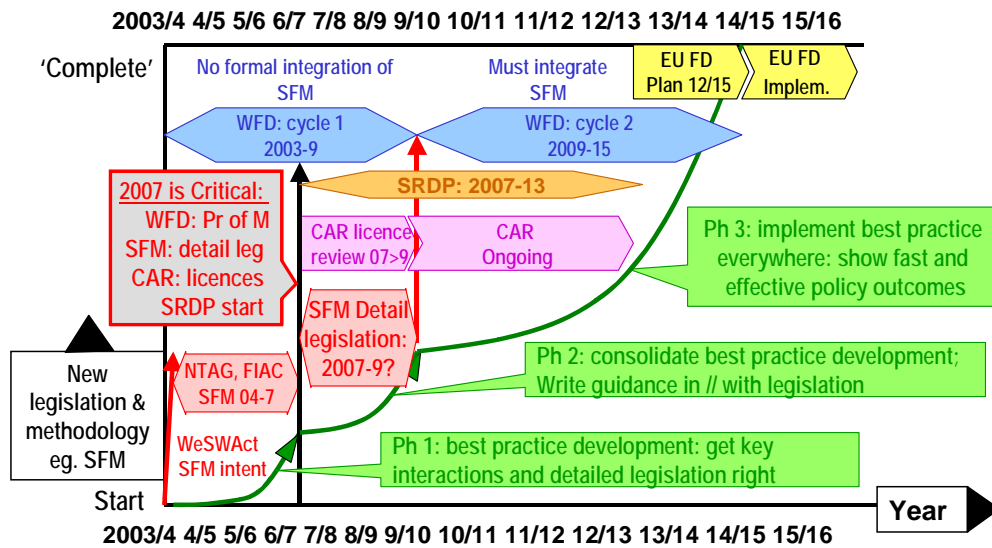 2003/4 4/5 5/6 6/7 7/8 8/9 9/10 10/11 11/12 12/13 13/14 14/15 15/16
'Complete'
No formal integration of
SFM
Must integrate
SFM
EU FD
Plan 12/15
EU FD
Implem.
WFD: cycle 1
2003-9
WFD: cycle 2
2009-15
SRDP: 2007-13
2007 is Critical:
WFD: Pr of M
SFM: detail leg
CAR: licences
SRDP start
CAR licence
review 07>9
CAR
Ongoing
Ph 3: implement best practice
everywhere: show fast and
effective policy outcomes
SFM Detail
legislation:
2007-9?
New
legislation &
methodology
eg. SFM
NTAG, FIAC
SFM 04-7
Ph 2: consolidate best practice development;
Write guidance in // with legislation
WeSWAct
SFM intent
Ph 1: best practice development: get key
interactions and detailed legislation right
Start
Year
2003/4 4/5 5/6 6/7 7/8 8/9 9/10 10/11 11/12 12/13 13/14 14/15 15/16